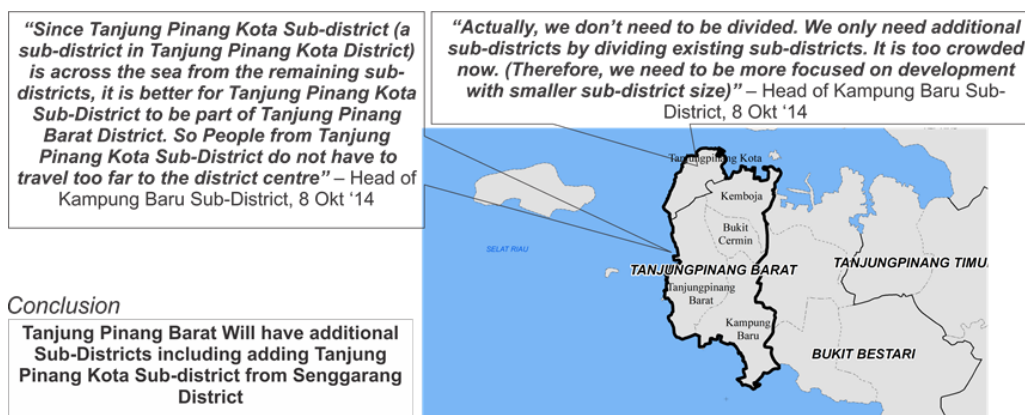 “Since Tanjung Pinang Kota Sub-district (a
sub-district in Tanjung Pinang Kota District)
is across the sea from the remaining sub-
districts, it is better for Tanjung Pinang Kota
Sub-District to be part of Tanjung Pinang
Barat District. So People from Tanjung
Pinang Kota Sub-District do not have to
travel too far to the district centre” – Head of
Kampung Baru Sub-District, 8 Okt ‘14
“Actually, we don’t need to be divided. We only need additional
sub-districts by dividing existing sub-districts. It is too crowded
now. (Therefore, we need to be more focused on development
with smaller sub-district size)” – Head of Kampung Baru Sub-
District, 8 Okt ‘14
Tanjungpinang Kota
Kemboja
Bukit
Cermin
SELAT RIAU
TANJUNGPINANG BARAT
TANJUNGPINANG TIMU
Tanjungpinang
Barat
Kampung
Baru
BUKIT BESTARI
Conclusion
Tanjung Pinang Barat Will have additional
Sub-Districts including adding Tanjung
Pinang Kota Sub-district from Senggarang
District